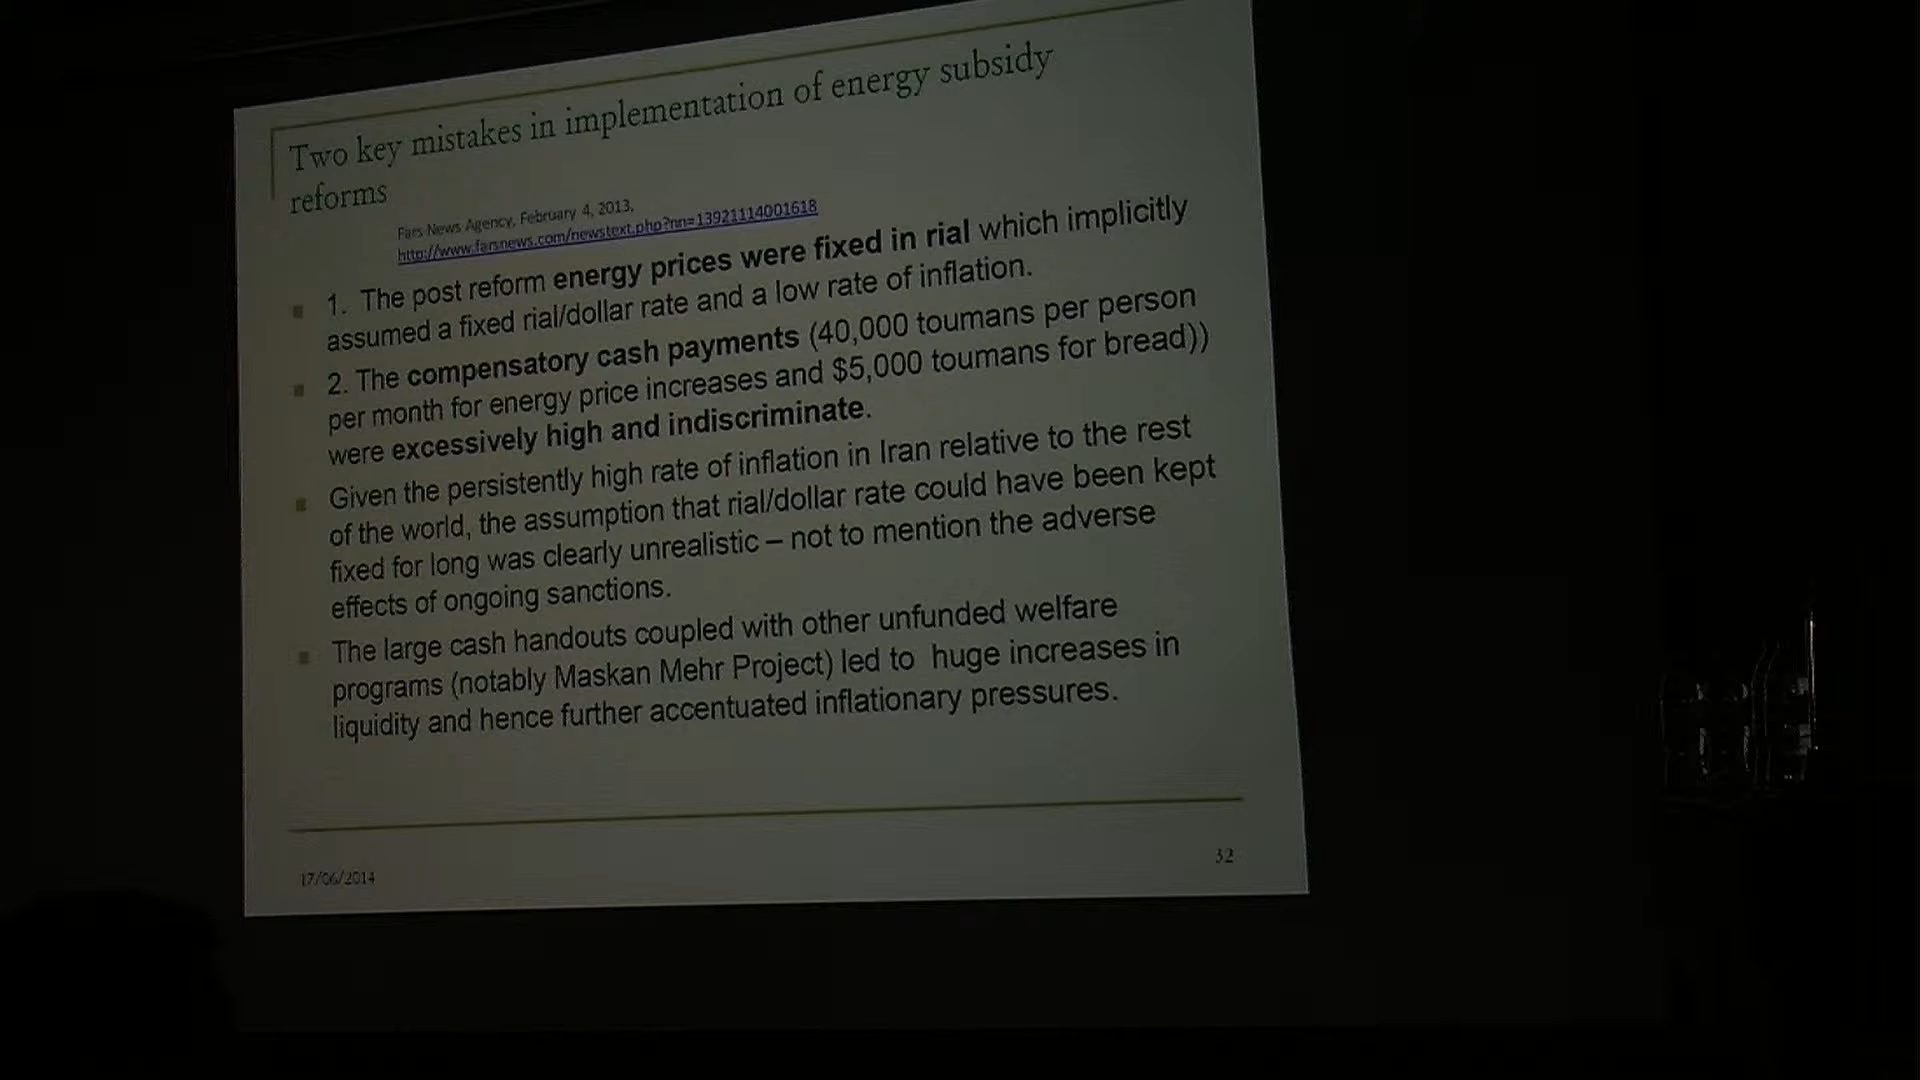 Two key mistakes in implementation of energy subsidy
reforms
Fars News Agency, February 4, 2013,
http://www.farsnews.com/newstext.php?nn=13921114001618
1. The post reform energy prices were fixed in rial which implicitly
assumed a fixed rial/dollar rate and a low rate of inflation.
2. The compensatory cash payments (40,000 toumans per person
per month for energy price increases and $5,000 toumans for bread))
were excessively high and indiscriminate.
Given the persistently high rate of inflation in Iran relative to the rest
of the world, the assumption that rial/dollar rate could have been kept
fixed for long was clearly unrealistic – not to mention the adverse
effects of ongoing sanctions.
The large cash handouts coupled with other unfunded welfare
programs (notably Maskan Mehr Project) led to huge increases in
liquidity and hence further accentuated inflationary pressures.
17/06/2014
32